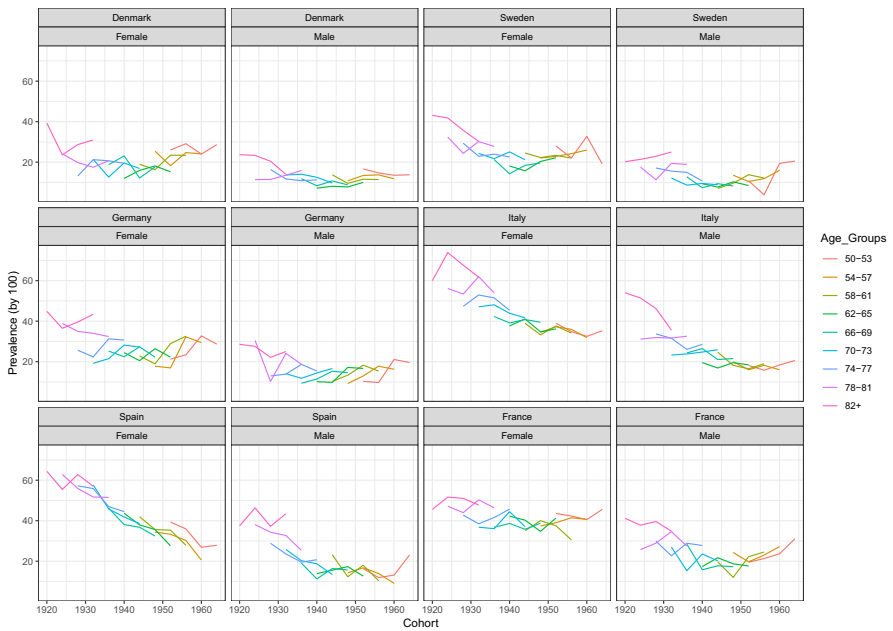 Denmark Denmark Sweden Sweden
Female Male Female Male
60
40
20
Germany Germany Italy Italy
Female Male Female Male
60
40
20
Spain Spain France France
Female Male Female Male
60
40
20
1920 1930 1940 1950 1960 1920 1930 1940 1950 1960 1920 1930 1940 1950 1960 1920 1930 1940 1950 1960
Cohort
Prevalence (by 100)
Age_Groups
50−53
54−57
58−61
62−65
66−69
70−73
74−77
78−81
82+